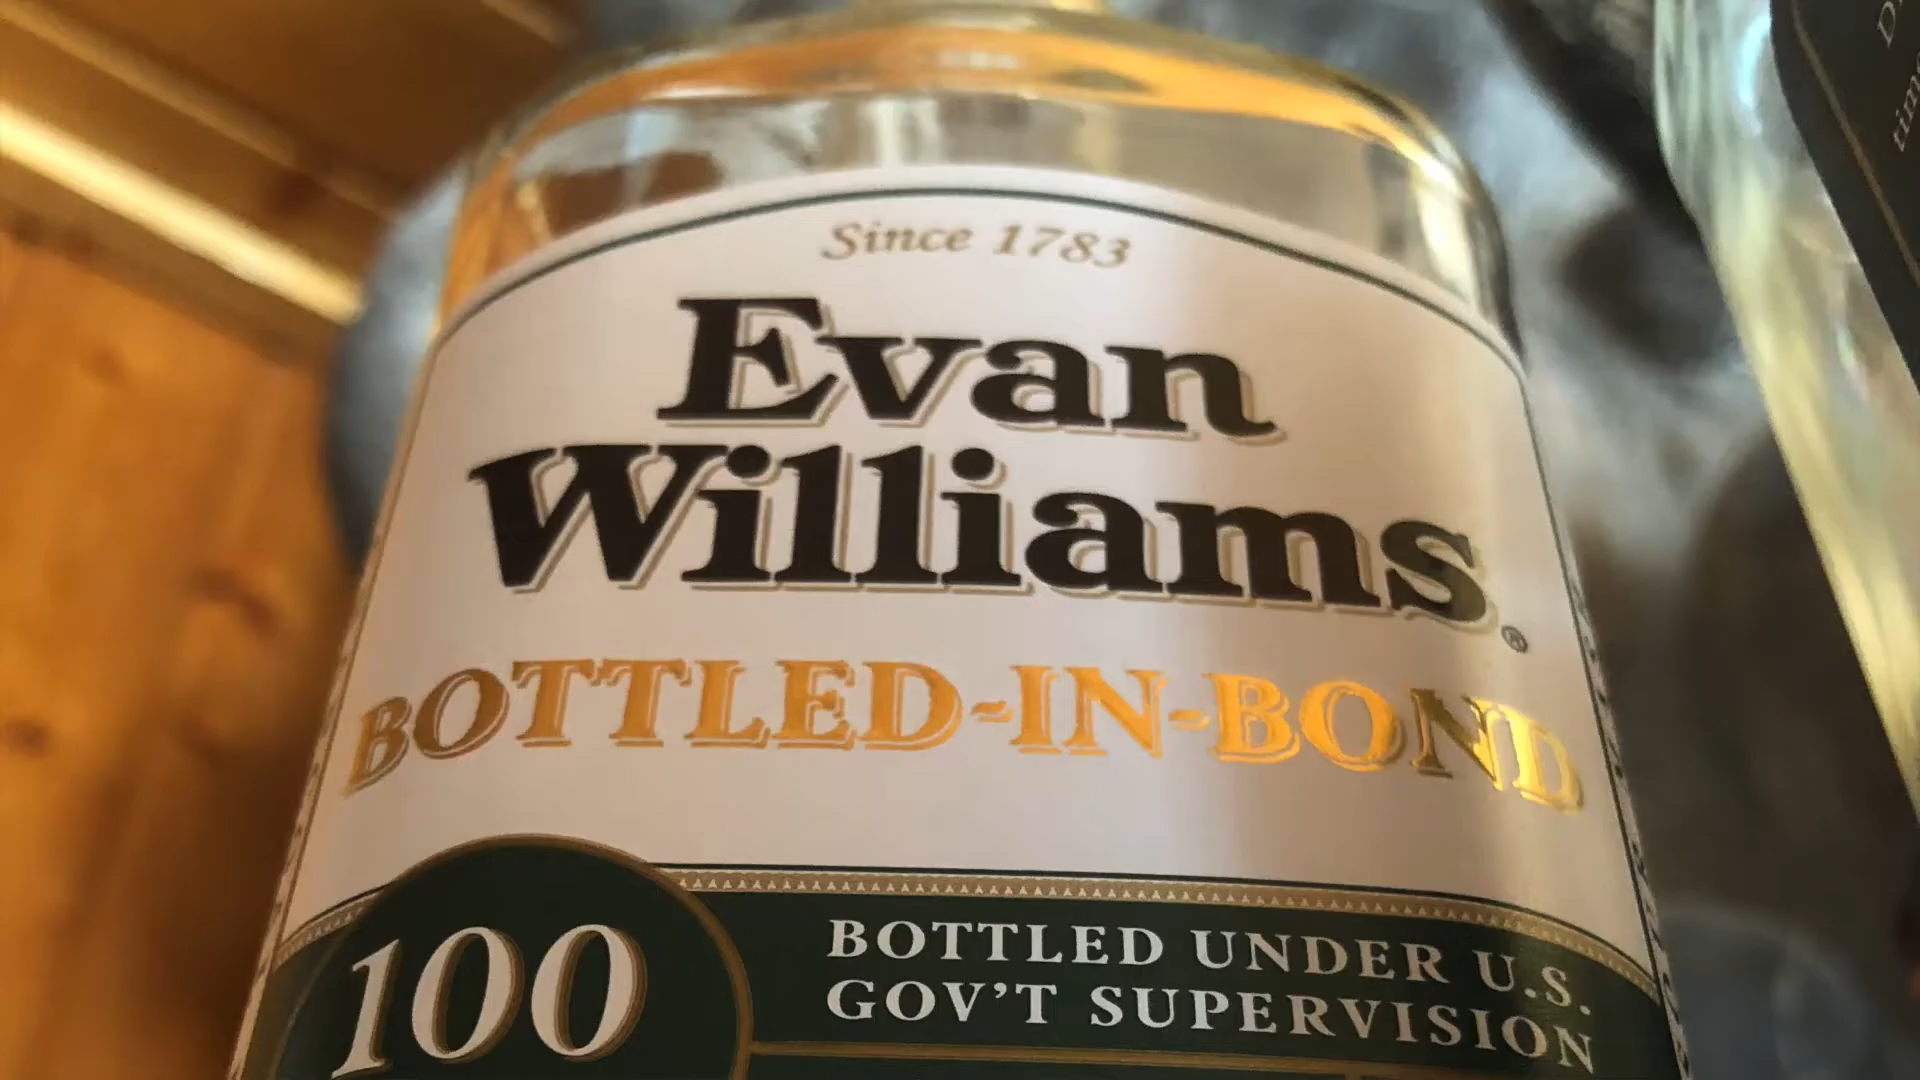 Since 1783
Evan
Williams®
BOTTLED-IN-BOND
100
BOTTLED UNDER U.S.
GOV'T SUPERVISION